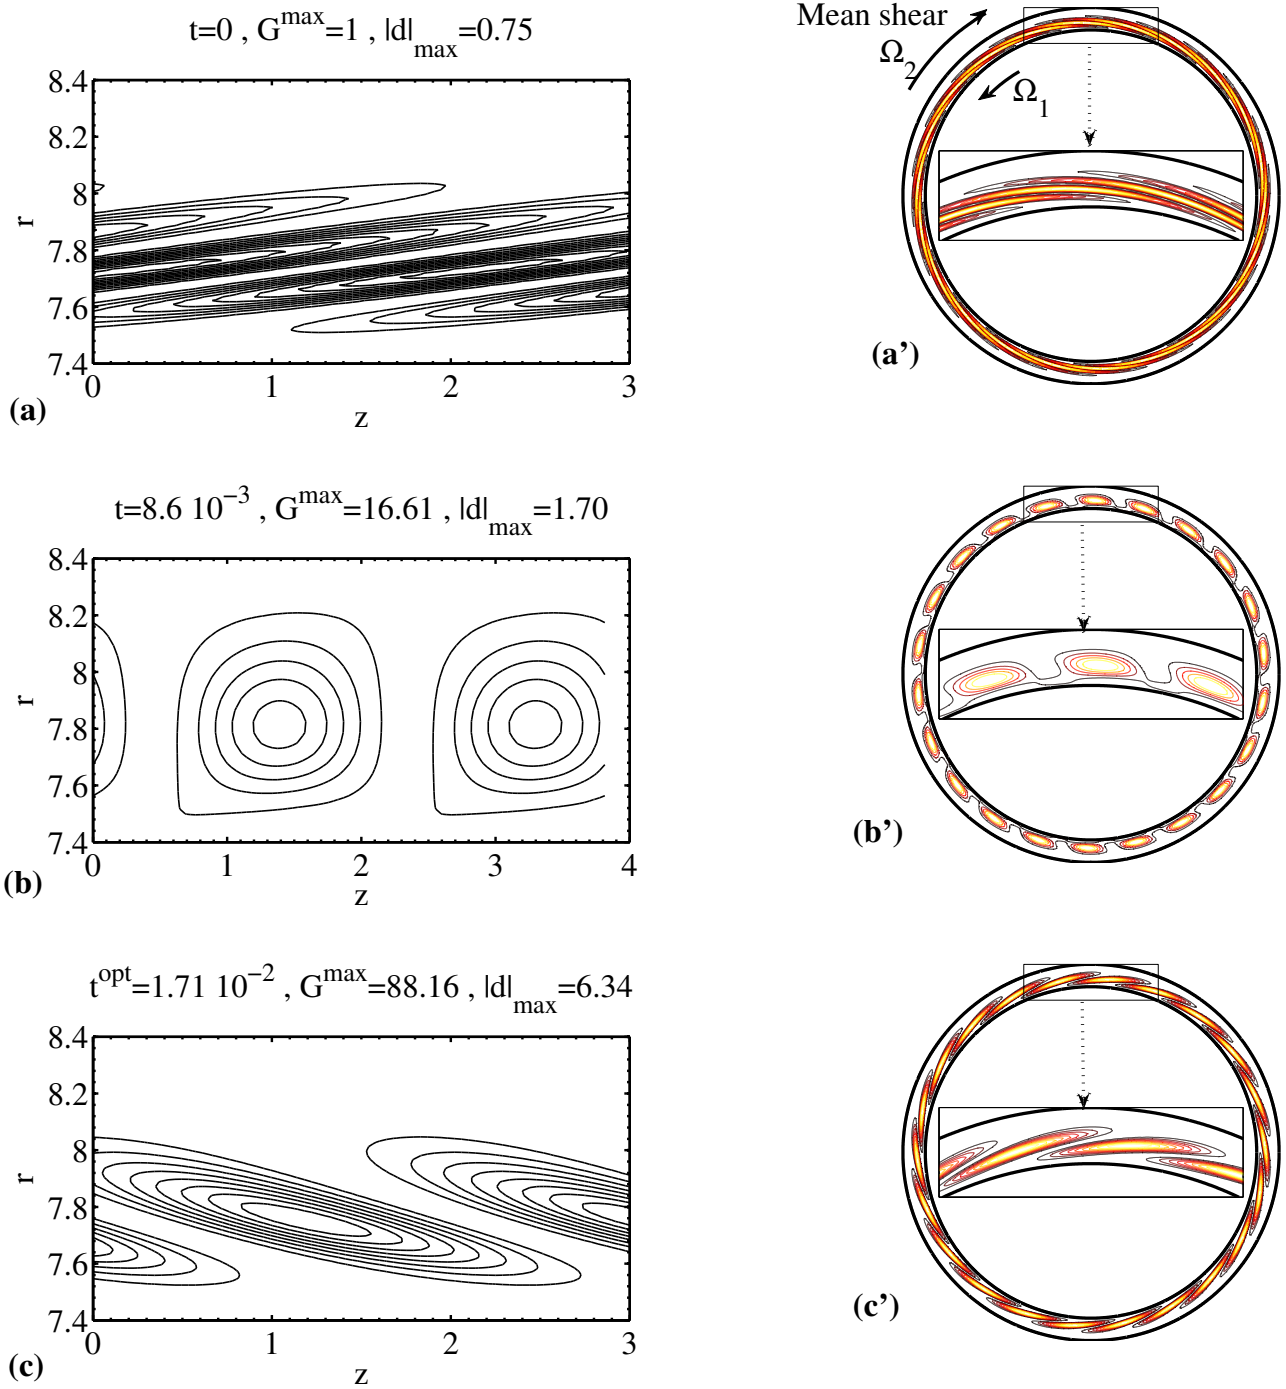 t=0 , G^max=1 , |d|_max=0.75
8.4
8.2
8
7.8
7.6
7.4
r
0 1 2 3
z
(a)
Mean shear
Ω_2
Ω_1
(a')
t=8.6 10^-3 , G^max=16.61 , |d|_max=1.70
8.4
8.2
8
7.8
7.6
7.4
r
0 1 2 3 4
z
(b)
(b')
t^opt=1.71 10^-2 , G^max=88.16 , |d|_max=6.34
8.4
8.2
8
7.8
7.6
7.4
r
0 1 2 3
z
(c)
(c')